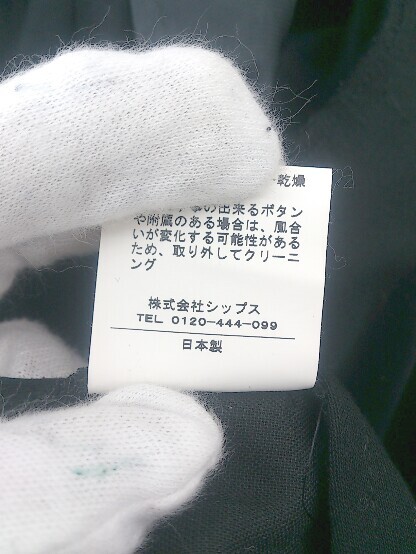 乾燥
事の出来るボタン
や附属のある場合は、風合
いが変化する可能性がある
ため、取り外してクリーニ
ング
株式会社シップス
TEL 0120-444-099
日本製